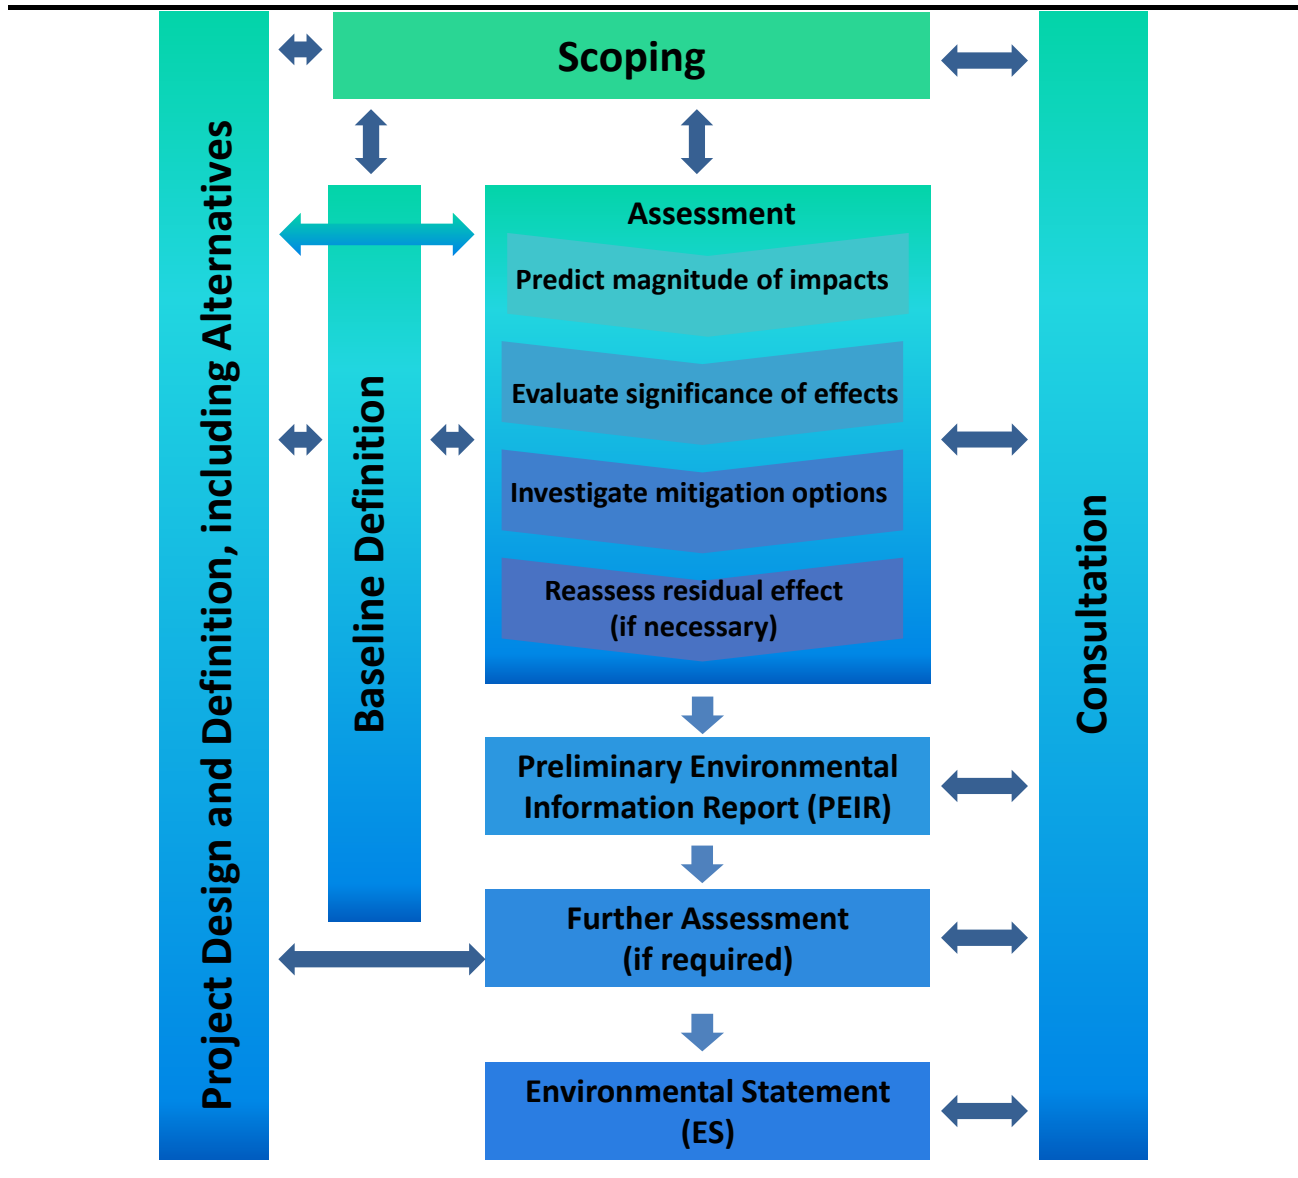 Scoping
Project Design and Definition, including Alternatives
Baseline Definition
Assessment
Predict magnitude of impacts
Evaluate significance of effects
Investigate mitigation options
Reassess residual effect
(if necessary)
Consultation
Preliminary Environmental
Information Report (PEIR)
Further Assessment
(if required)
Environmental Statement
(ES)